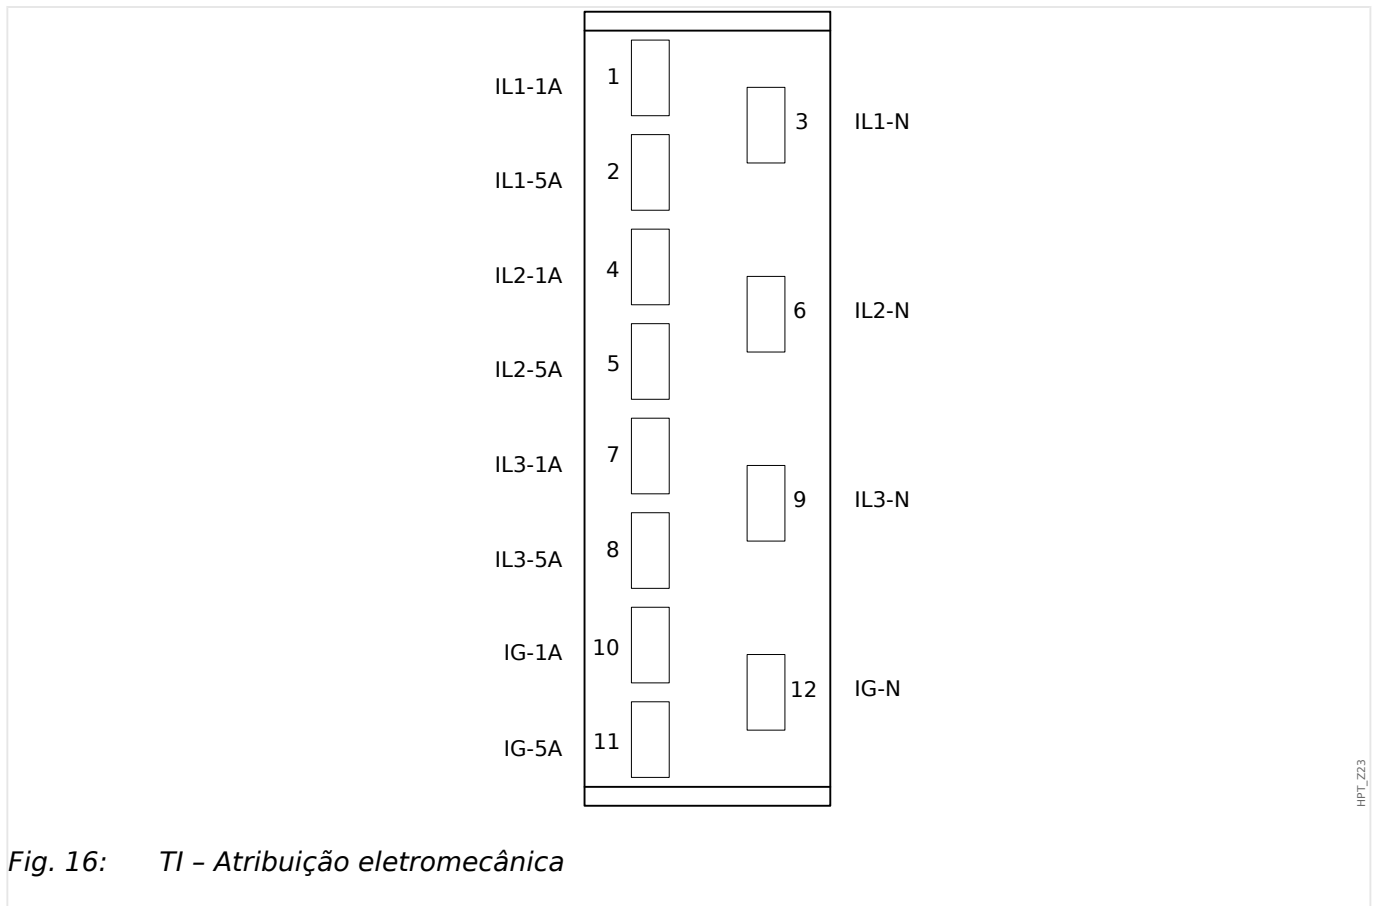 IL1-1A 1
3 IL1-N
IL1-5A 2
IL2-1A 4
6 IL2-N
IL2-5A 5
IL3-1A 7
9 IL3-N
IL3-5A 8
IG-1A 10
12 IG-N
IG-5A 11
HPT_Z23
Fig. 16: TI – Atribuição eletromecânica